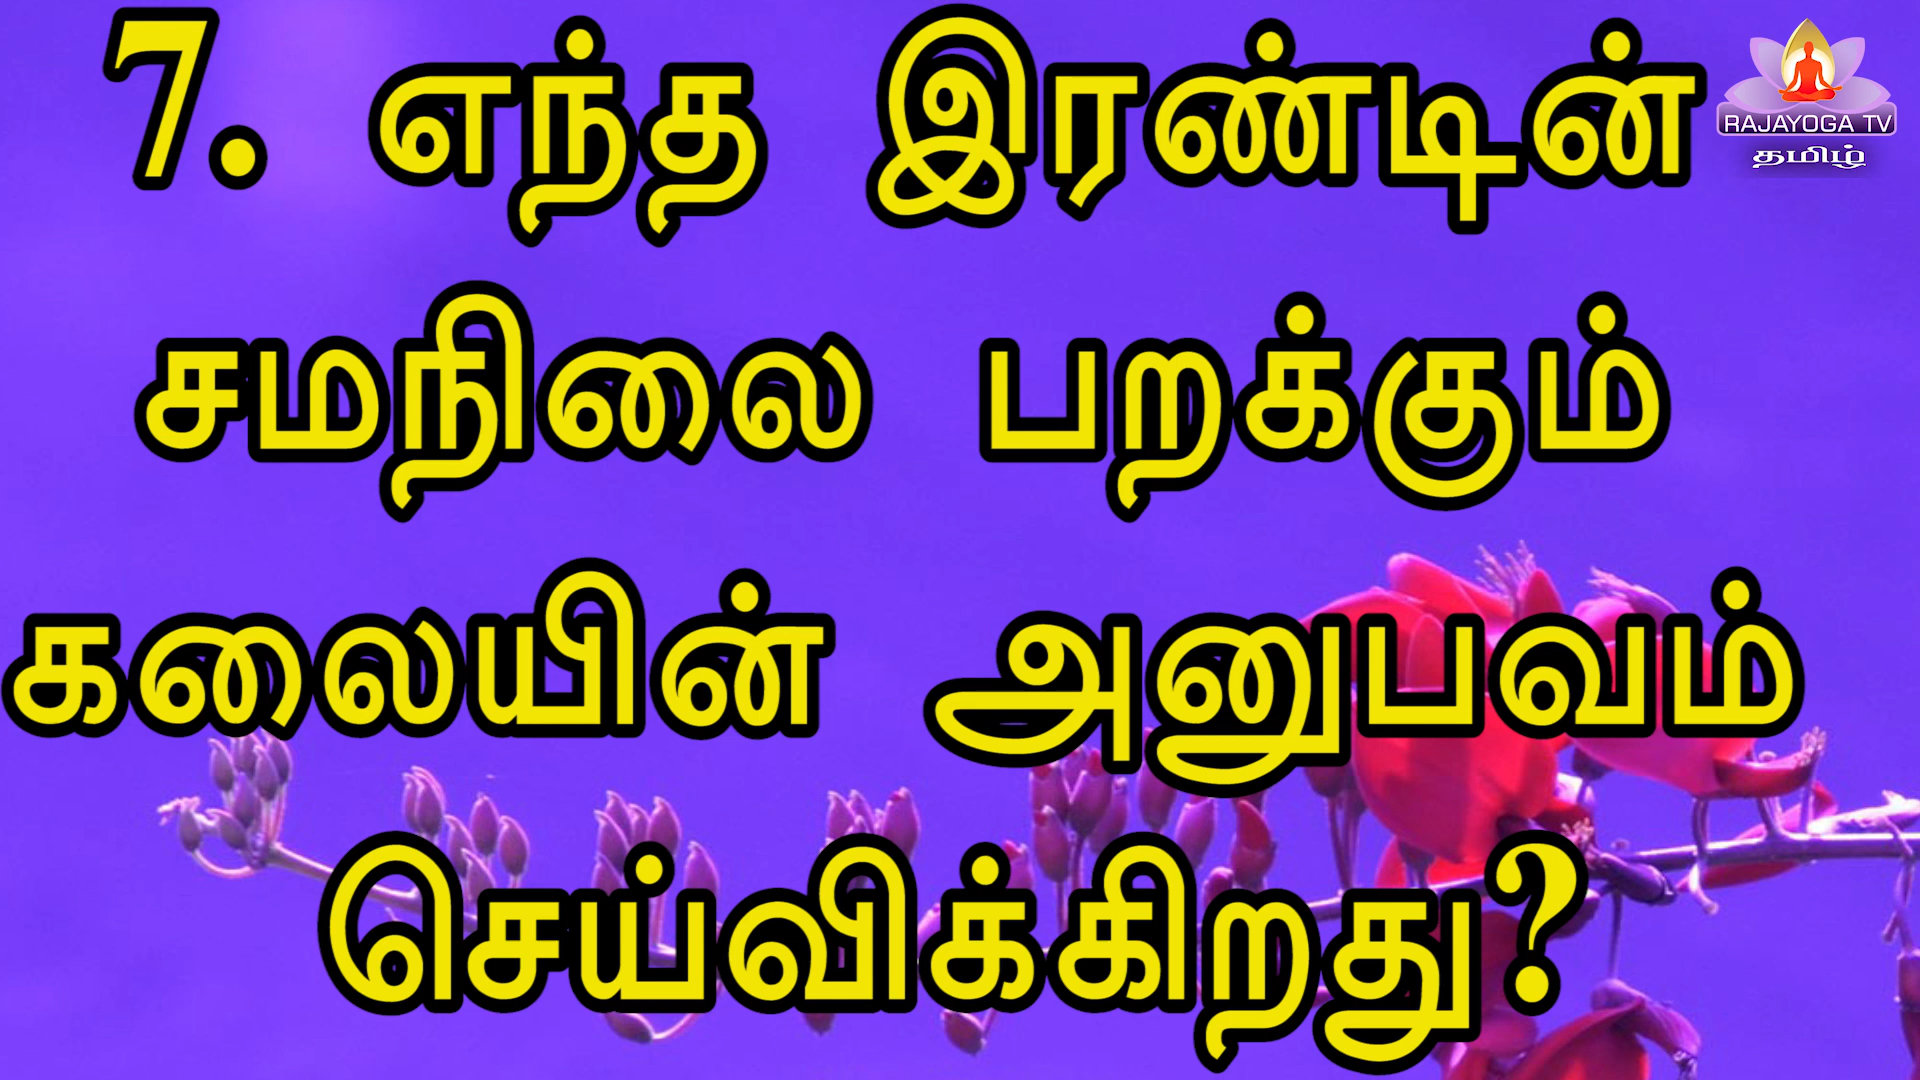 7. எந்த இரண்டின்
சமநிலை பறக்கும்
கலையின் அனுபவம்
செய்விக்கிறது?
RAJAYOGA TV
தமிழ்